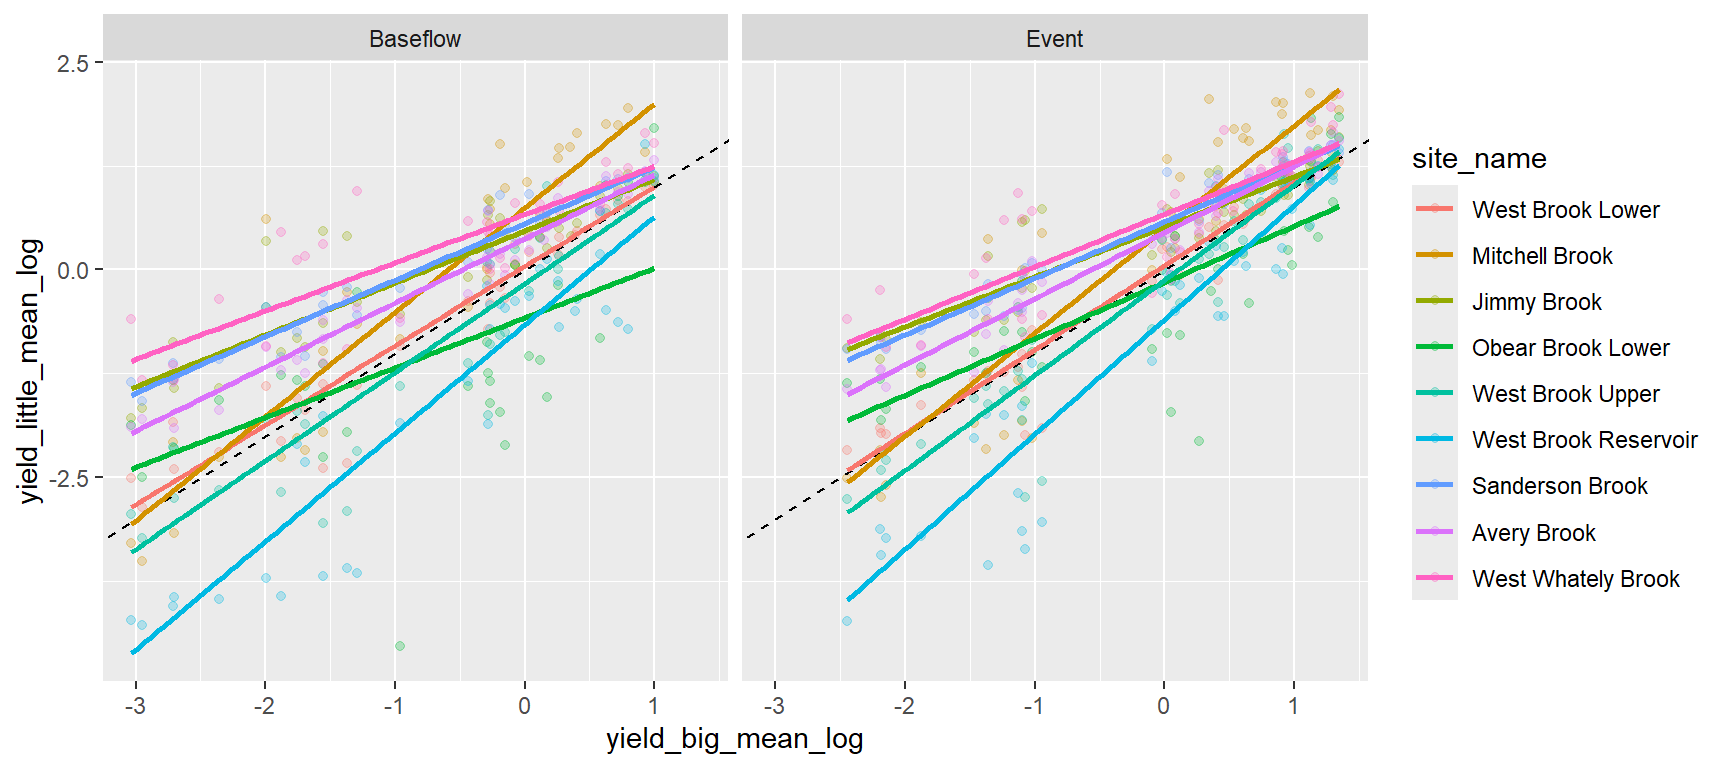 Baseflow
Event
2.5
0.0
-2.5
yield_little_mean_log
-3
-2
-1
0
1
-3
-2
-1
0
1
yield_big_mean_log
site_name
West Brook Lower
Mitchell Brook
Jimmy Brook
Obear Brook Lower
West Brook Upper
West Brook Reservoir
Sanderson Brook
Avery Brook
West Whately Brook